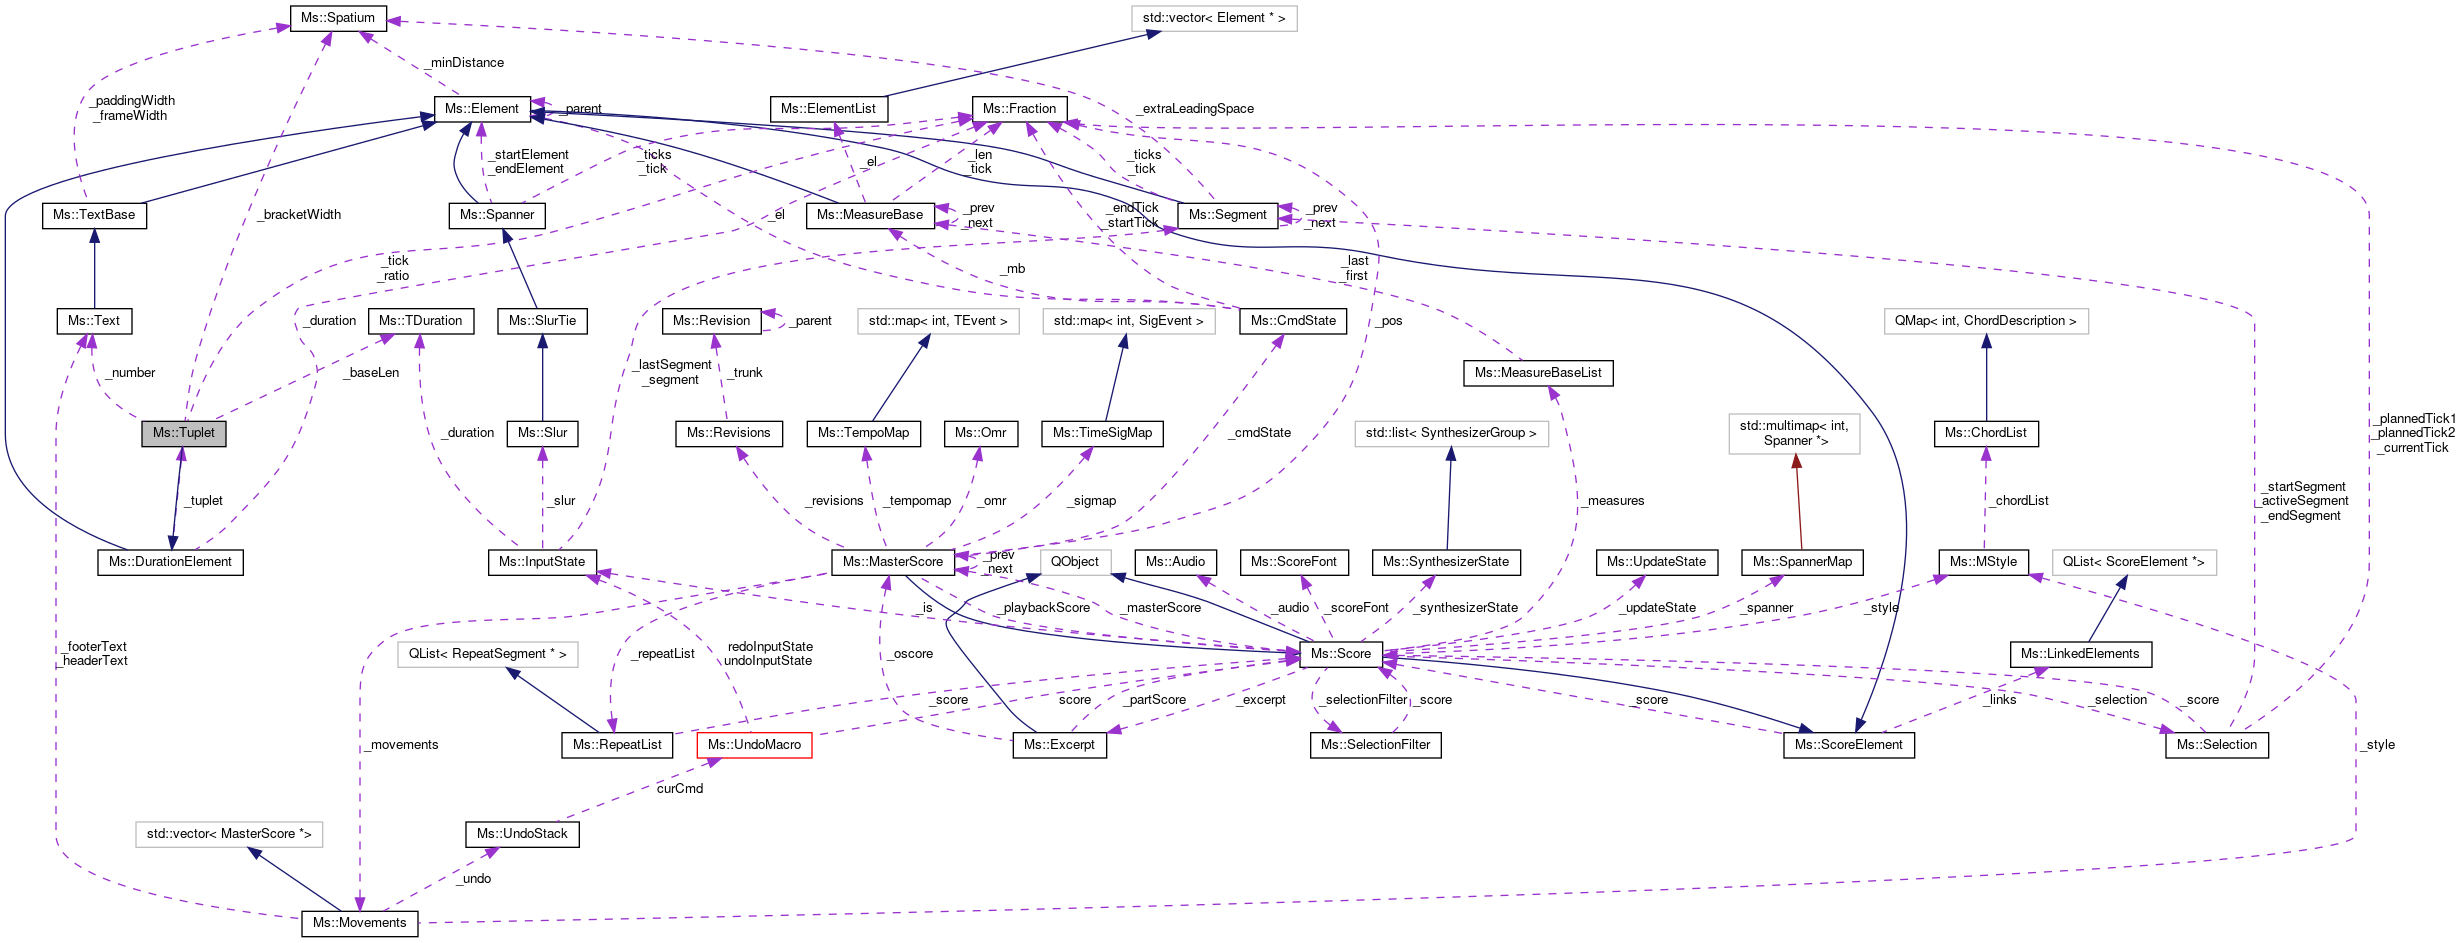 Ms::Spatium
std::vector< Element * >
_minDistance
_paddingWidth
_frameWidth
Ms::Element
_parent
Ms::ElementList
Ms::Fraction
_extraLeadingSpace
_startElement
_endElement
_ticks
_tick
_el
_len
_tick
_ticks
_tick
Ms::TextBase
_bracketWidth
Ms::Spanner
_el
Ms::MeasureBase
_prev
_next
_endTick
_startTick
Ms::Segment
_prev
_next
_tick
_ratio
_mb
_last
_first
Ms::Text
_duration
Ms::TDuration
Ms::SlurTie
Ms::Revision
_parent
std::map< int, TEvent >
std::map< int, SigEvent >
Ms::CmdState
_pos
QMap< int, ChordDescription >
_number
_baseLen
_lastSegment
_segment
_trunk
Ms::MeasureBaseList
Ms::Tuplet
_duration
Ms::Slur
Ms::Revisions
Ms::TempoMap
Ms::Omr
Ms::TimeSigMap
_cmdState
std::list< SynthesizerGroup >
std::multimap< int,
Spanner *>
Ms::ChordList
_plannedTick1
_plannedTick2
_currentTick
_tuplet
_slur
_revisions
_tempomap
_omr
_sigmap
_measures
_chordList
_startSegment
_activeSegment
_endSegment
Ms::DurationElement
Ms::InputState
Ms::MasterScore
_prev
_next
QObject
Ms::Audio
Ms::ScoreFont
Ms::SynthesizerState
Ms::UpdateState
Ms::SpannerMap
Ms::MStyle
QList< ScoreElement *>
_is
_playbackScore
_masterScore
_audio
_scoreFont
_synthesizerState
_updateState
_spanner
_style
_footerText
_headerText
QList< RepeatSegment * >
_repeatList
redoInputState
undoInputState
_oscore
Ms::Score
Ms::LinkedElements
_movements
_score
score
_partScore
_excerpt
_selectionFilter
_score
_score
_links
_selection
_score
Ms::RepeatList
Ms::UndoMacro
Ms::Excerpt
Ms::SelectionFilter
Ms::ScoreElement
Ms::Selection
_style
curCmd
std::vector< MasterScore *>
Ms::UndoStack
_undo
Ms::Movements